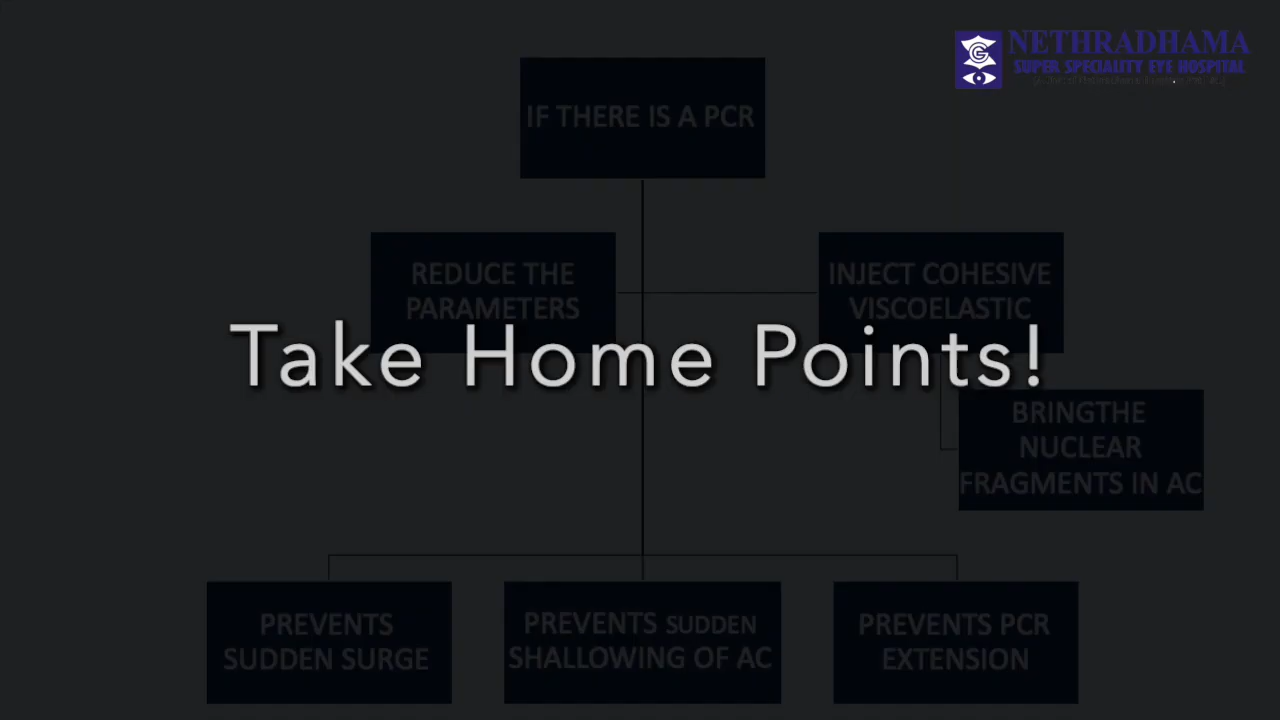 NETHRADHAMA
SUPER SPECIALITY EYE HOSPITAL
IF THERE IS A PCR
REDUCE THE
PARAMETERS
INJECT COHESIVE
VISCOELASTIC
Take Home Points!
BRINGTHE
NUCLEAR
FRAGMENTS IN AC
PREVENTS
SUDDEN SURGE
PREVENTS SUDDEN
SHALLOWING OF AC
PREVENTS PCR
EXTENSION